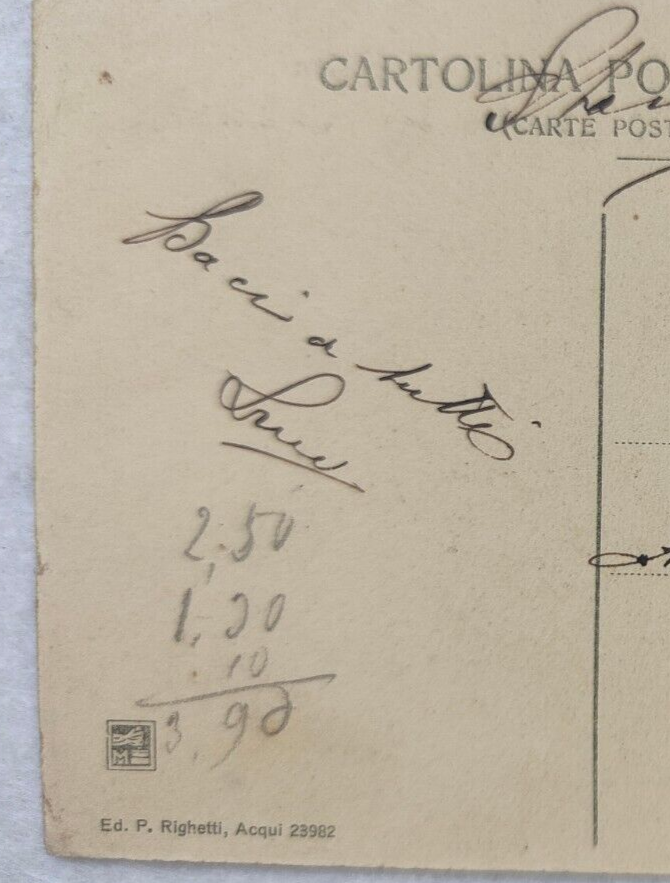 CARTOLINA PO
(CARTE POST
Baci a tutti
2,50
1,30
.10
3,90
M
Ed. P. Righetti, Acqui 23982